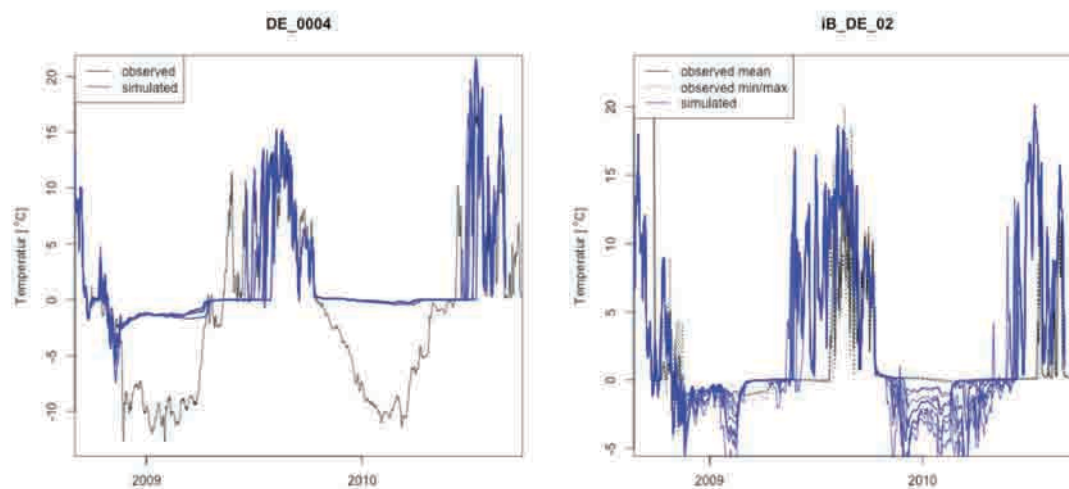 DE_0004
observed
simulated
Temperatur [ °C]
20
15
10
5
0
-5
-10
2009
2010
iB_DE_02
observed mean
observed min/max
simulated
Temperatur [ °C]
20
15
10
5
0
-5
2009
2010